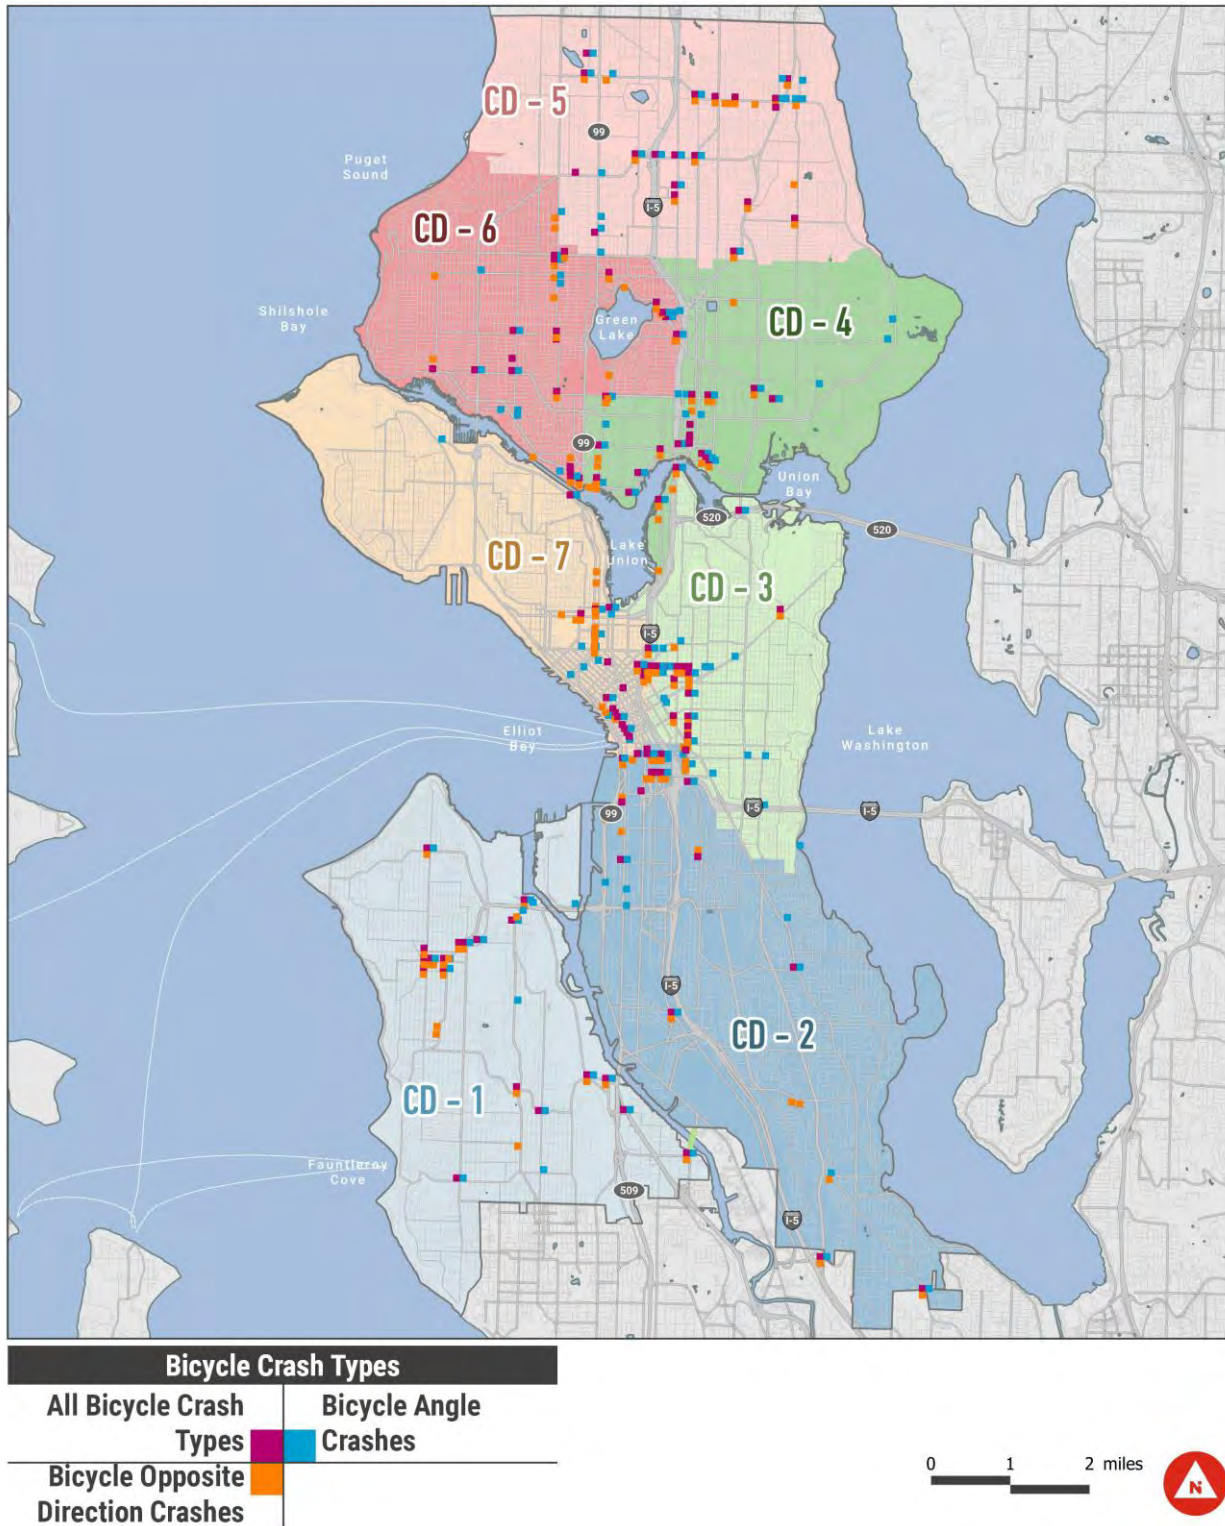 CD - 5
99
Puget
Sound
I-5
CD - 6
Shilshole
Bay
Green
Lake
CD - 4
99
Union
Bay
520
520
Lake
Union
CD - 7
CD - 3
I-5
Elliot
Bay
Lake
Washington
99
I-5
I-5
I-5
CD - 2
CD - 1
Fauntleroy
Cove
509
I-5
Bicycle Crash Types
All Bicycle Crash
Types
Bicycle Angle
Crashes
Bicycle Opposite
Direction Crashes
0 1 2 miles
N